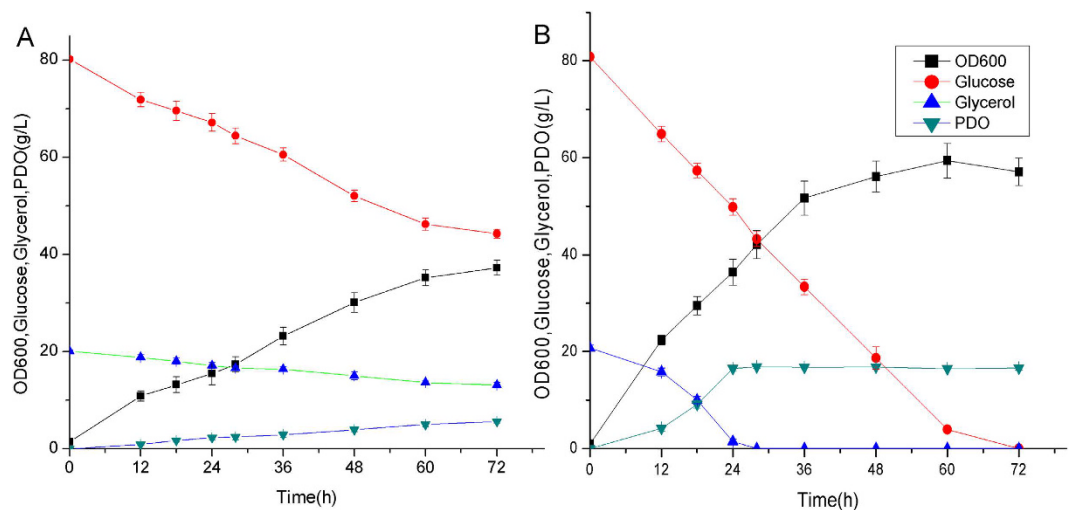 A
OD600,Glucose,Glycerol,PDO(g/L)
80
60
40
20
0
0 12 24 36 48 60 72
Time(h)
B
OD600,Glucose,Glycerol,PDO(g/L)
80
60
40
20
0
0 12 24 36 48 60 72
Time(h)
OD600
Glucose
Glycerol
PDO